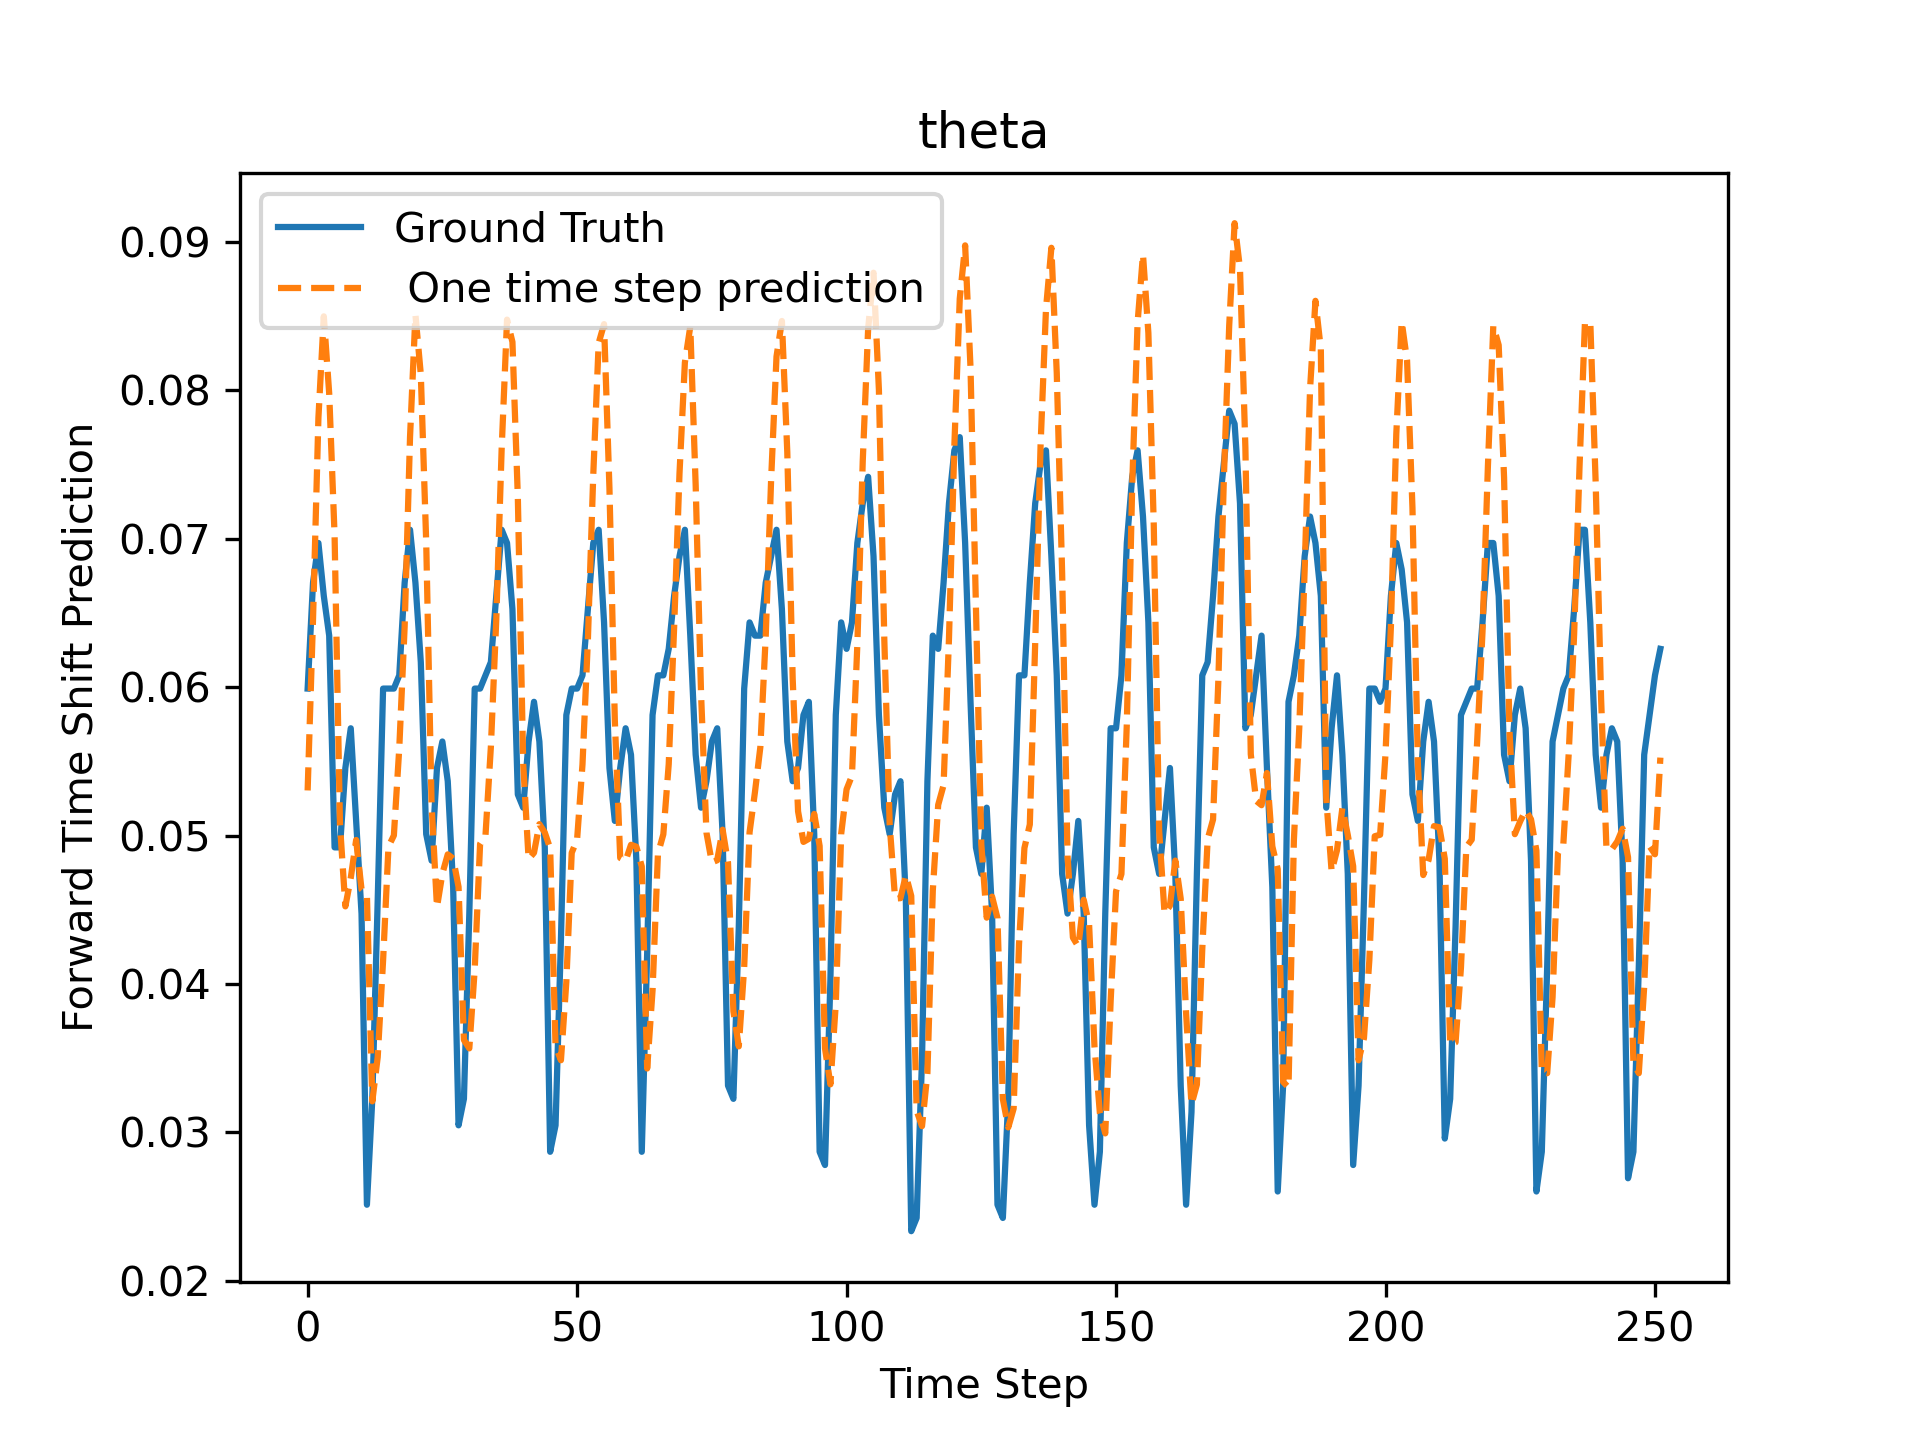 theta
Ground Truth
One time step prediction
Forward Time Shift Prediction
0.09
0.08
0.07
0.06
0.05
0.04
0.03
0.02
0 50 100 150 200 250
Time Step